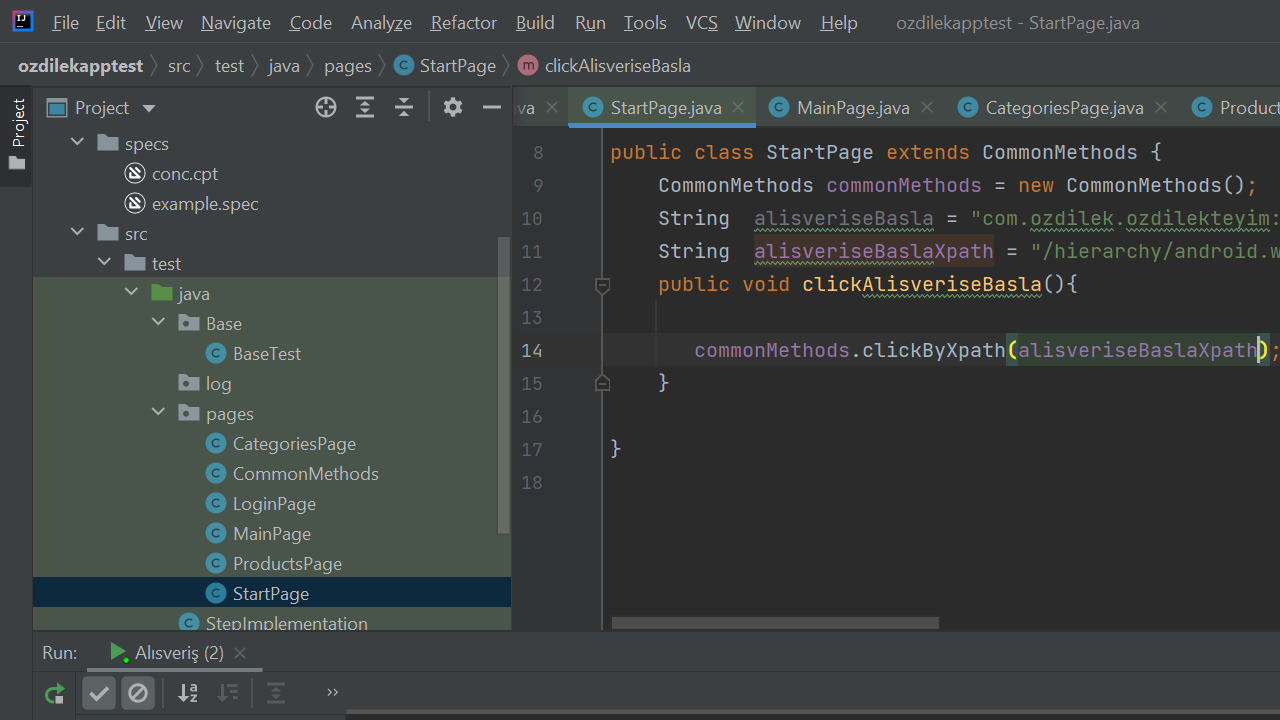 File Edit View Navigate Code Analyze Refactor Build Run Tools VCS Window Help ozdilekapptest - StartPage.java
ozdilekapptest src test java pages StartPage clickAlisveriseBasla
Project
Project
va StartPage.java MainPage.java CategoriesPage.java Product
specs
conc.cpt
example.spec
src
test
java
Base
BaseTest
log
pages
CategoriesPage
CommonMethods
LoginPage
MainPage
ProductsPage
StartPage
StepImplementation
8 public class StartPage extends CommonMethods {
9 CommonMethods commonMethods = new CommonMethods();
10 String alisveriseBasla = "com.ozdilek.ozdilekteyim:
11 String alisveriseBaslaXpath = "/hierarchy/android.w
12 public void clickAlisveriseBasla(){
13
14 commonMethods.clickByXpath(alisveriseBaslaXpath);
15 }
16
17 }
18
Run: Alısveriş (2)